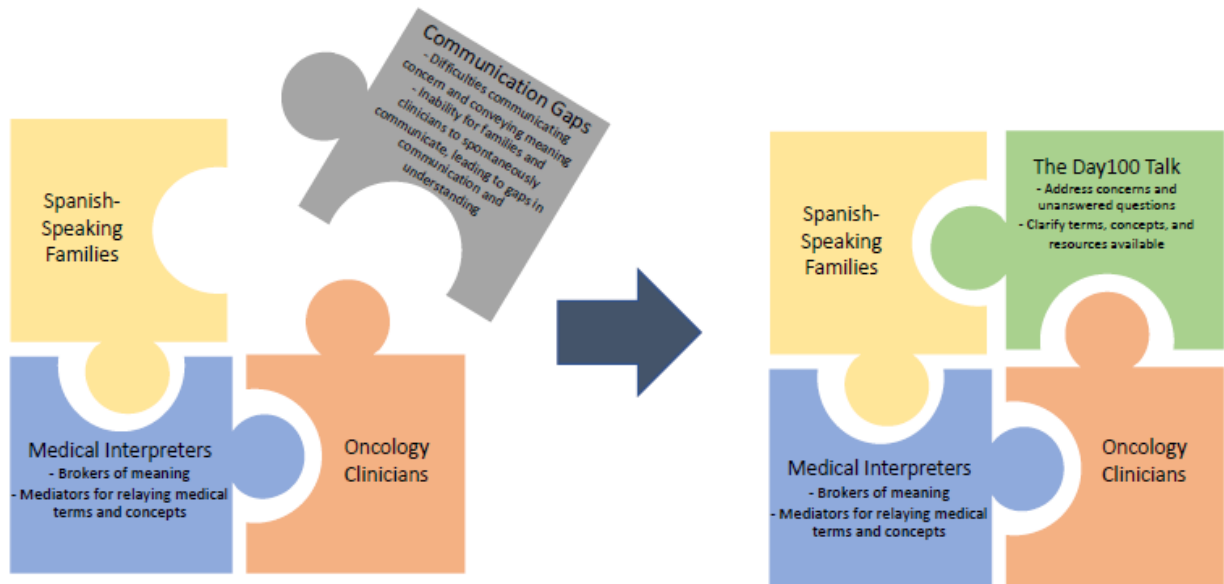 Communication Gaps
- Difficulties communicating
concern and conveying meaning
- Inability for families and
clinicians to spontaneously
communicate, leading to gaps in
communication and
understanding
Spanish-
Speaking
Families
Medical Interpreters
- Brokers of meaning
- Mediators for relaying medical
terms and concepts
Oncology
Clinicians
Spanish-
Speaking
Families
The Day100 Talk
- Address concerns and
unanswered questions
- Clarify terms, concepts, and
resources available
Medical Interpreters
- Brokers of meaning
- Mediators for relaying medical
terms and concepts
Oncology
Clinicians